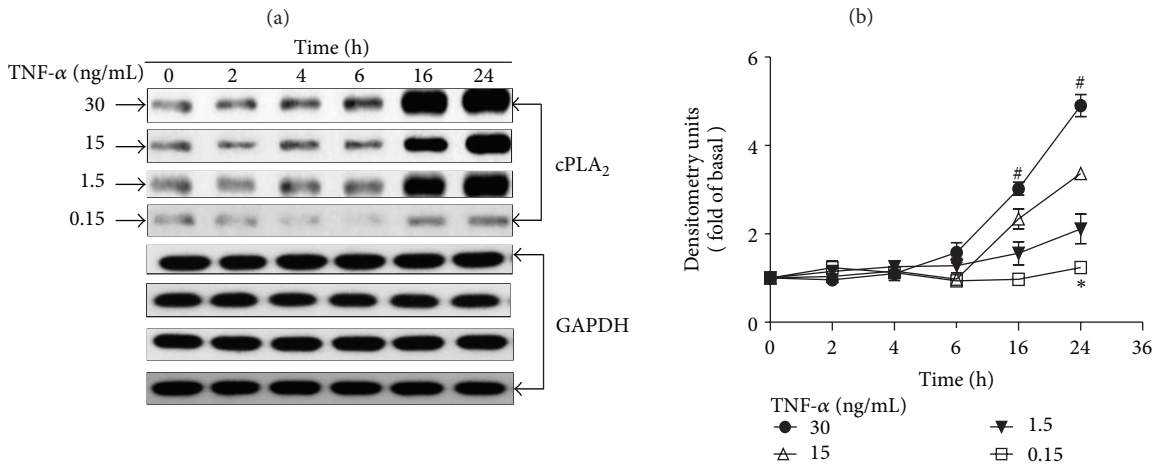 (a)
Time (h)
TNF-α (ng/mL)
0 2 4 6 16 24
30
15
1.5
0.15
cPLA₂
GAPDH
(b)
Densitometry units
( fold of basal )
6
4
2
0
#
#
*
0 2 4 6 16 24 36
Time (h)
TNF-α (ng/mL)
30 1.5
15 0.15